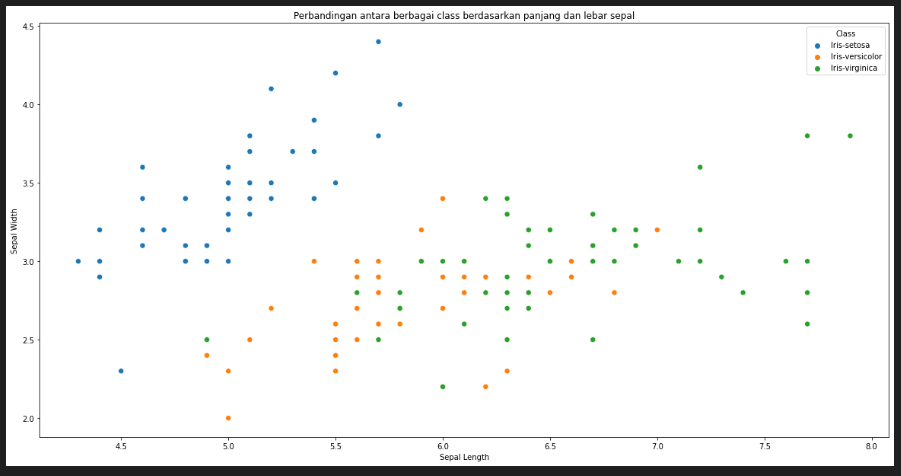 Perbandingan antara berbagai class berdasarkan panjang dan lebar sepal
4.5
Class
Iris-setosa
Iris-versicolor
Iris-virginica
4.0
3.5
Sepal Width
3.0
2.5
2.0
4.5 5.0 5.5 6.0 6.5 7.0 7.5 8.0
Sepal Length